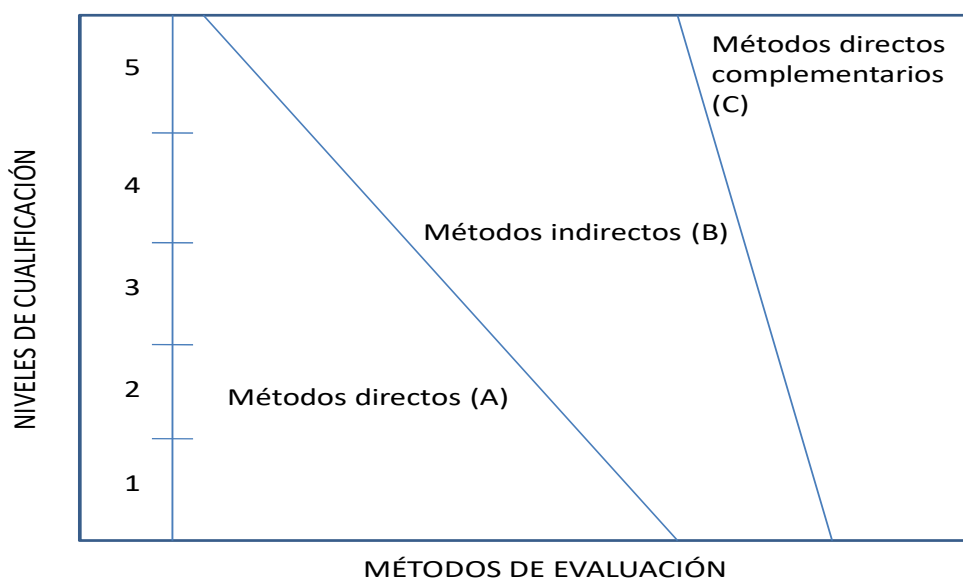 NIVELES DE CUALIFICACIÓN
5
4
3
2
1
Métodos directos
complementarios
(C)
Métodos indirectos (B)
Métodos directos (A)
MÉTODOS DE EVALUACIÓN